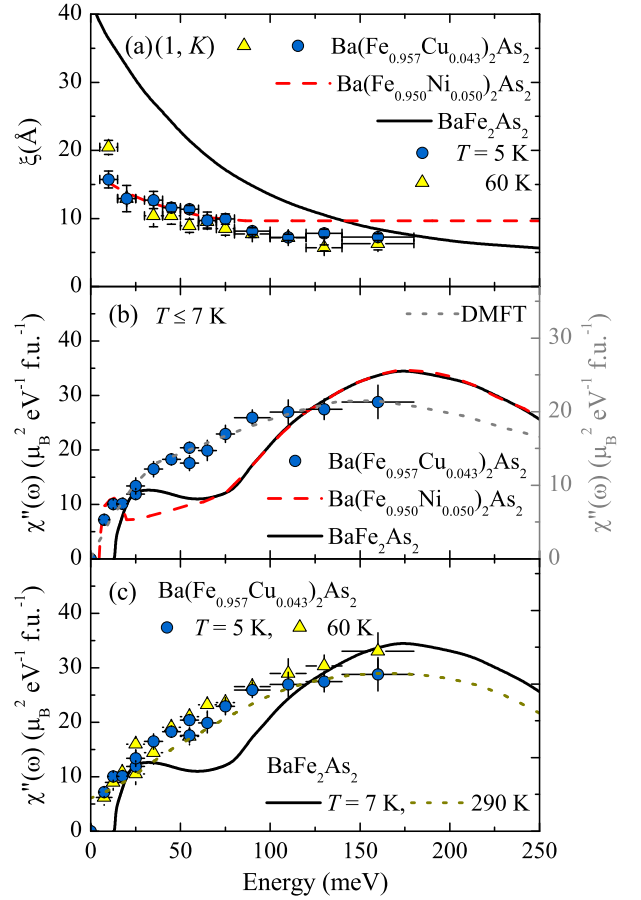 (a) (1, K) Ba(Fe0.957Cu0.043)2As2
Ba(Fe0.950Ni0.050)2As2
BaFe2As2
T = 5 K
60 K
ξ(Å)
40
30
20
10
0
(b) T ≤ 7 K DMFT
Ba(Fe0.957Cu0.043)2As2
Ba(Fe0.950Ni0.050)2As2
BaFe2As2
χ"(ω) (μB2 eV-1 f.u.-1)
40
30
20
10
0
30
20
10
0
χ"(ω) (μB2 eV-1 f.u.-1)
(c) Ba(Fe0.957Cu0.043)2As2
T = 5 K, 60 K
BaFe2As2
T = 7 K, 290 K
χ"(ω) (μB2 eV-1 f.u.-1)
40
30
20
10
0
0 50 100 150 200 250
Energy (meV)